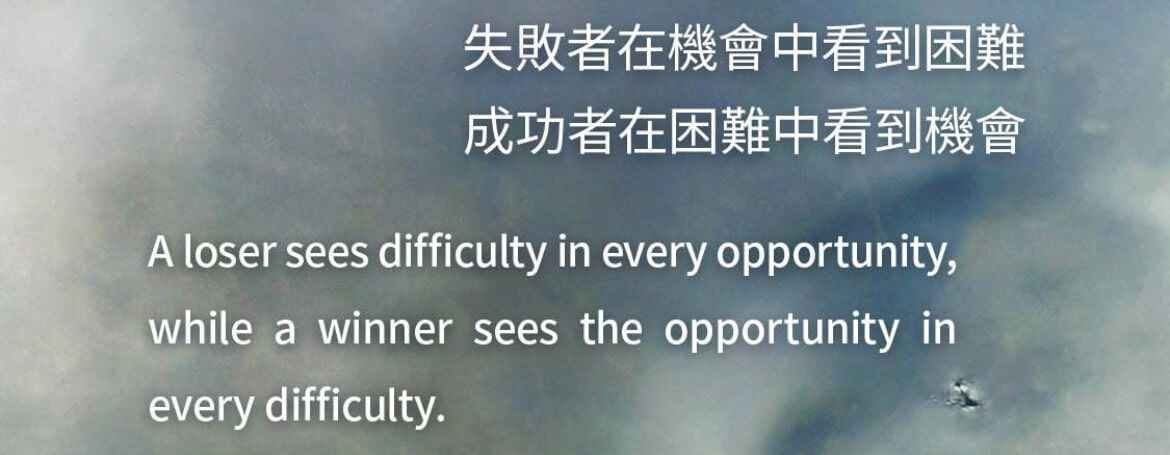 失敗者在機會中看到困難
成功者在困難中看到機會
A loser sees difficulty in every opportunity,
while a winner sees the opportunity in
every difficulty.